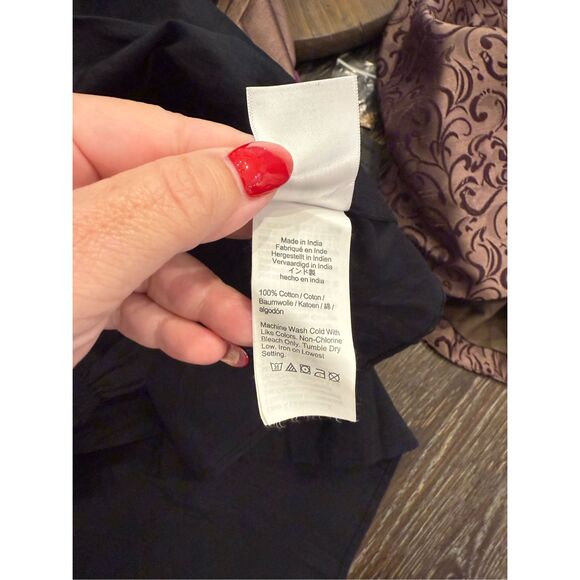 Made in India
Fabriqué en Inde
Hergestellt in Indien
Vervaardigd in India
インド製
hecho en india
100% Cotton / Coton /
Baumwolle / Katoen / 綿 /
algodón
Machine Wash Cold With
Like Colors. Non-Chlorine
Bleach Only. Tumble Dry
Low. Iron on Lowest
Setting.